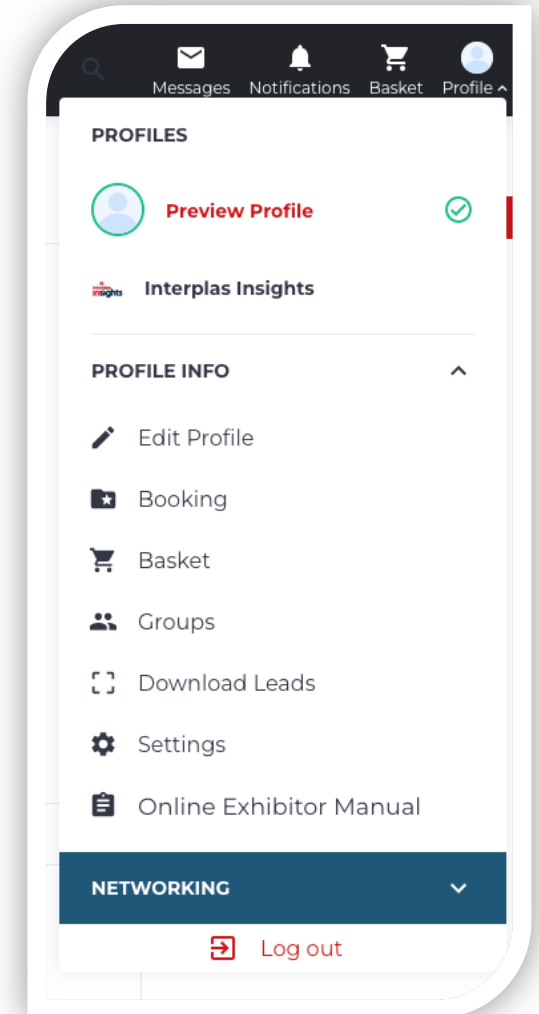 Messages Notifications Basket Profile
PROFILES
Preview Profile
insights Interplas Insights
PROFILE INFO
Edit Profile
Booking
Basket
Groups
Download Leads
Settings
Online Exhibitor Manual
NETWORKING
Log out